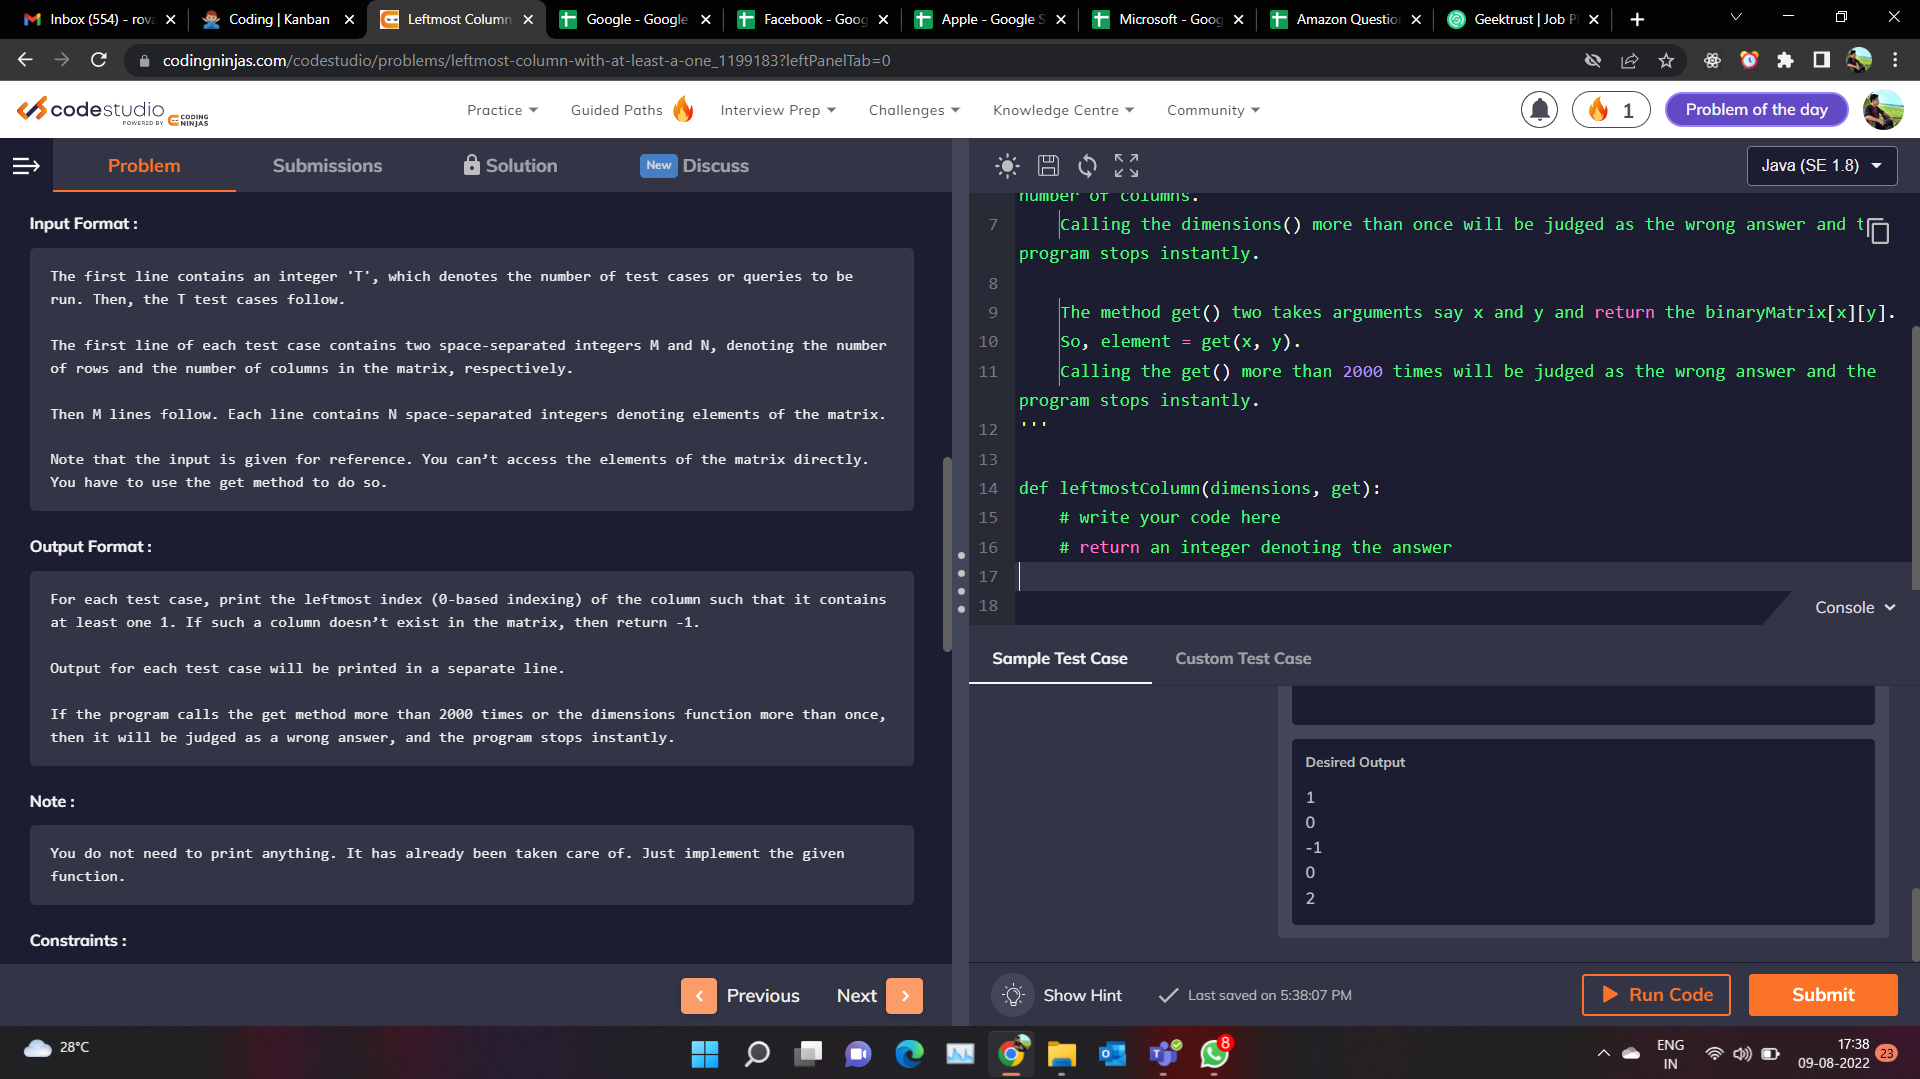 Inbox (554) - rova
Coding | Kanban
Leftmost Column
Google - Google
Facebook - Goog
Apple - Google S
Microsoft - Goog
Amazon Questio
Geektrust | Job P
codingninjas.com/codestudio/problems/leftmost-column-with-at-least-a-one_1199183?leftPanelTab=0
codestudio
POWERED BY
CODING NINJAS
Practice
Guided Paths
Interview Prep
Challenges
Knowledge Centre
Community
1
Problem of the day
Problem
Submissions
Solution
New Discuss
Java (SE 1.8)
Input Format :
The first line contains an integer 'T', which denotes the number of test cases or queries to be
run. Then, the T test cases follow.
The first line of each test case contains two space-separated integers M and N, denoting the number
of rows and the number of columns in the matrix, respectively.
Then M lines follow. Each line contains N space-separated integers denoting elements of the matrix.
Note that the input is given for reference. You can’t access the elements of the matrix directly.
You have to use the get method to do so.
Output Format :
For each test case, print the leftmost index (0-based indexing) of the column such that it contains
at least one 1. If such a column doesn’t exist in the matrix, then return -1.
Output for each test case will be printed in a separate line.
If the program calls the get method more than 2000 times or the dimensions function more than once,
then it will be judged as a wrong answer, and the program stops instantly.
Note :
You do not need to print anything. It has already been taken care of. Just implement the given
function.
Constraints :
Previous
Next
number of columns.
7 Calling the dimensions() more than once will be judged as the wrong answer and t
program stops instantly.
8
9 The method get() two takes arguments say x and y and return the binaryMatrix[x][y].
10 So, element = get(x, y).
11 Calling the get() more than 2000 times will be judged as the wrong answer and the
program stops instantly.
12 '''
13
14 def leftmostColumn(dimensions, get):
15 # write your code here
16 # return an integer denoting the answer
17
18
Console
Sample Test Case
Custom Test Case
Desired Output
1
0
-1
0
2
Show Hint
Last saved on 5:38:07 PM
Run Code
Submit
28°C
8
ENG
IN
17:38
09-08-2022
23